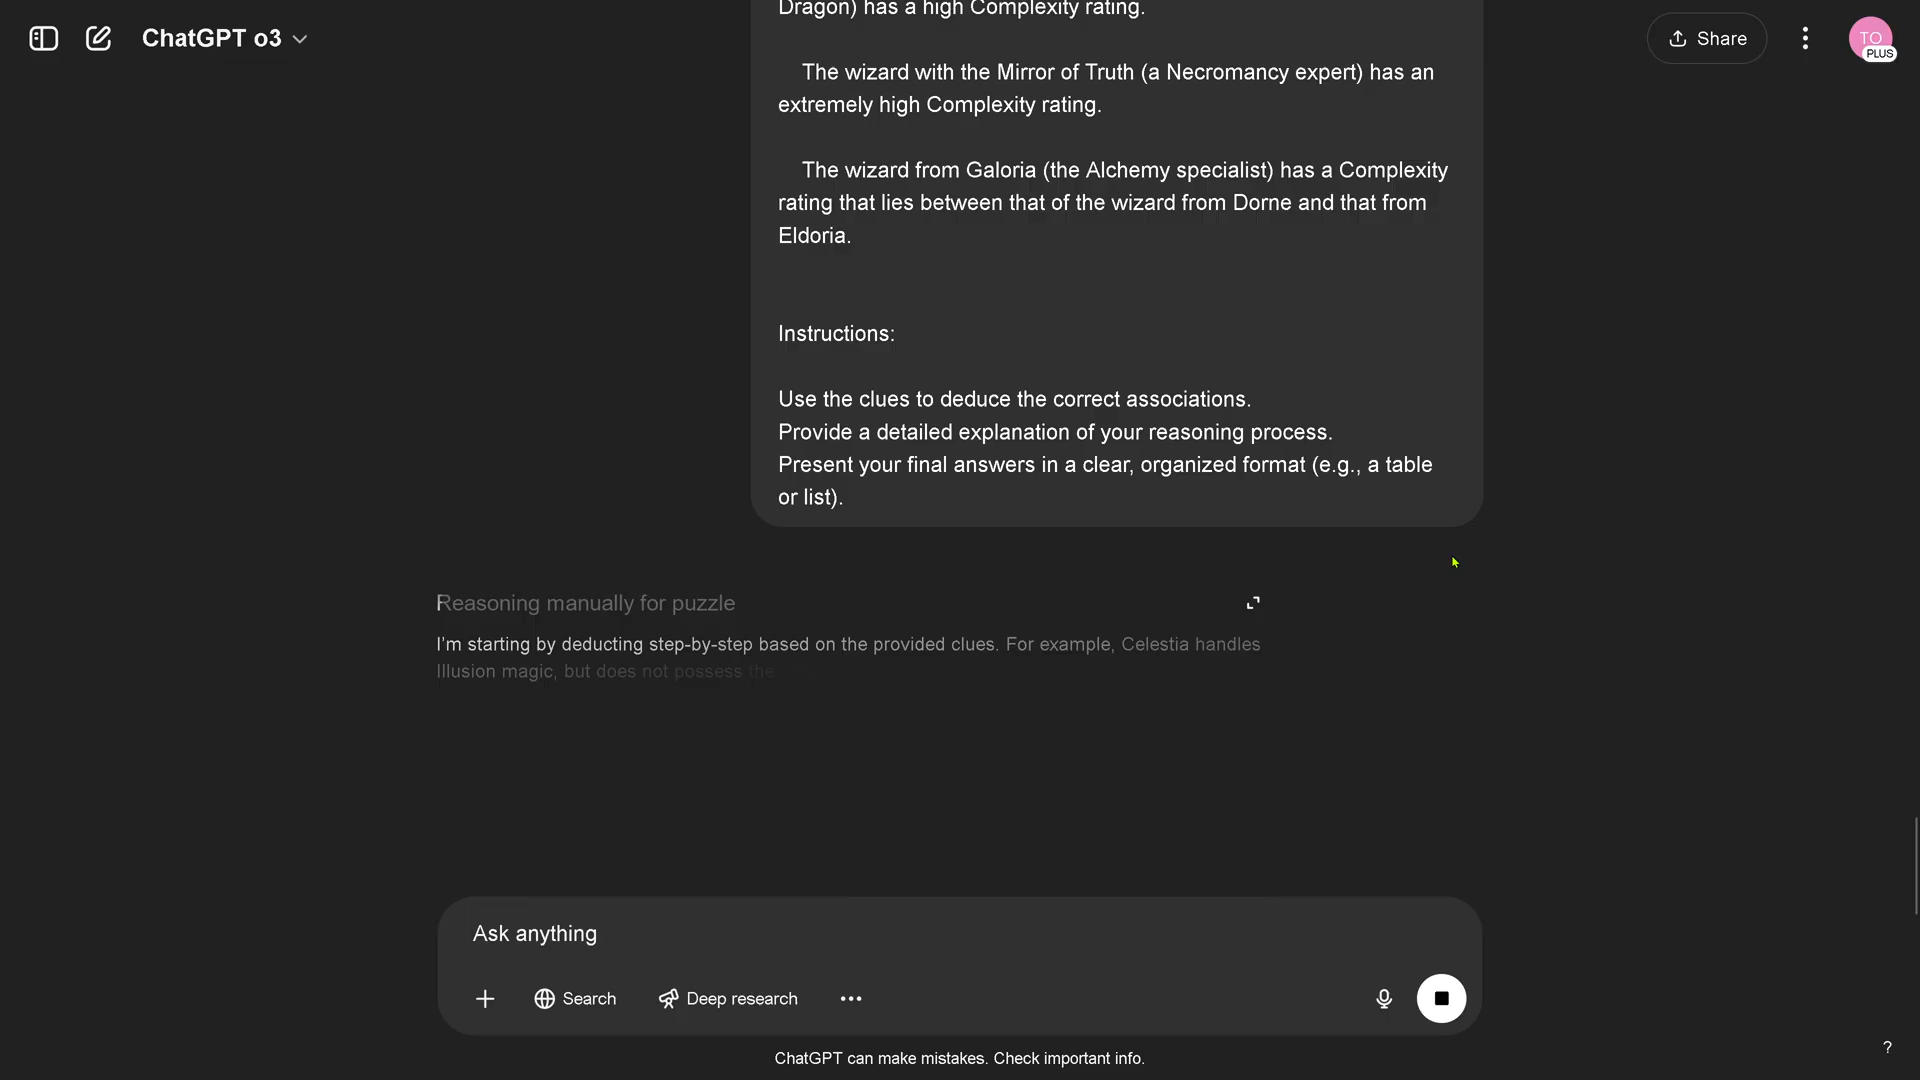 ChatGPT o3
Share
TO
PLUS
Dragon) has a high Complexity rating.
The wizard with the Mirror of Truth (a Necromancy expert) has an
extremely high Complexity rating.
The wizard from Galoria (the Alchemy specialist) has a Complexity
rating that lies between that of the wizard from Dorne and that from
Eldoria.
Instructions:
Use the clues to deduce the correct associations.
Provide a detailed explanation of your reasoning process.
Present your final answers in a clear, organized format (e.g., a table
or list).
Reasoning manually for puzzle
I'm starting by deducting step-by-step based on the provided clues. For example, Celestia handles
Illusion magic, but does not possess the
Ask anything
Search
Deep research
ChatGPT can make mistakes. Check important info.
?